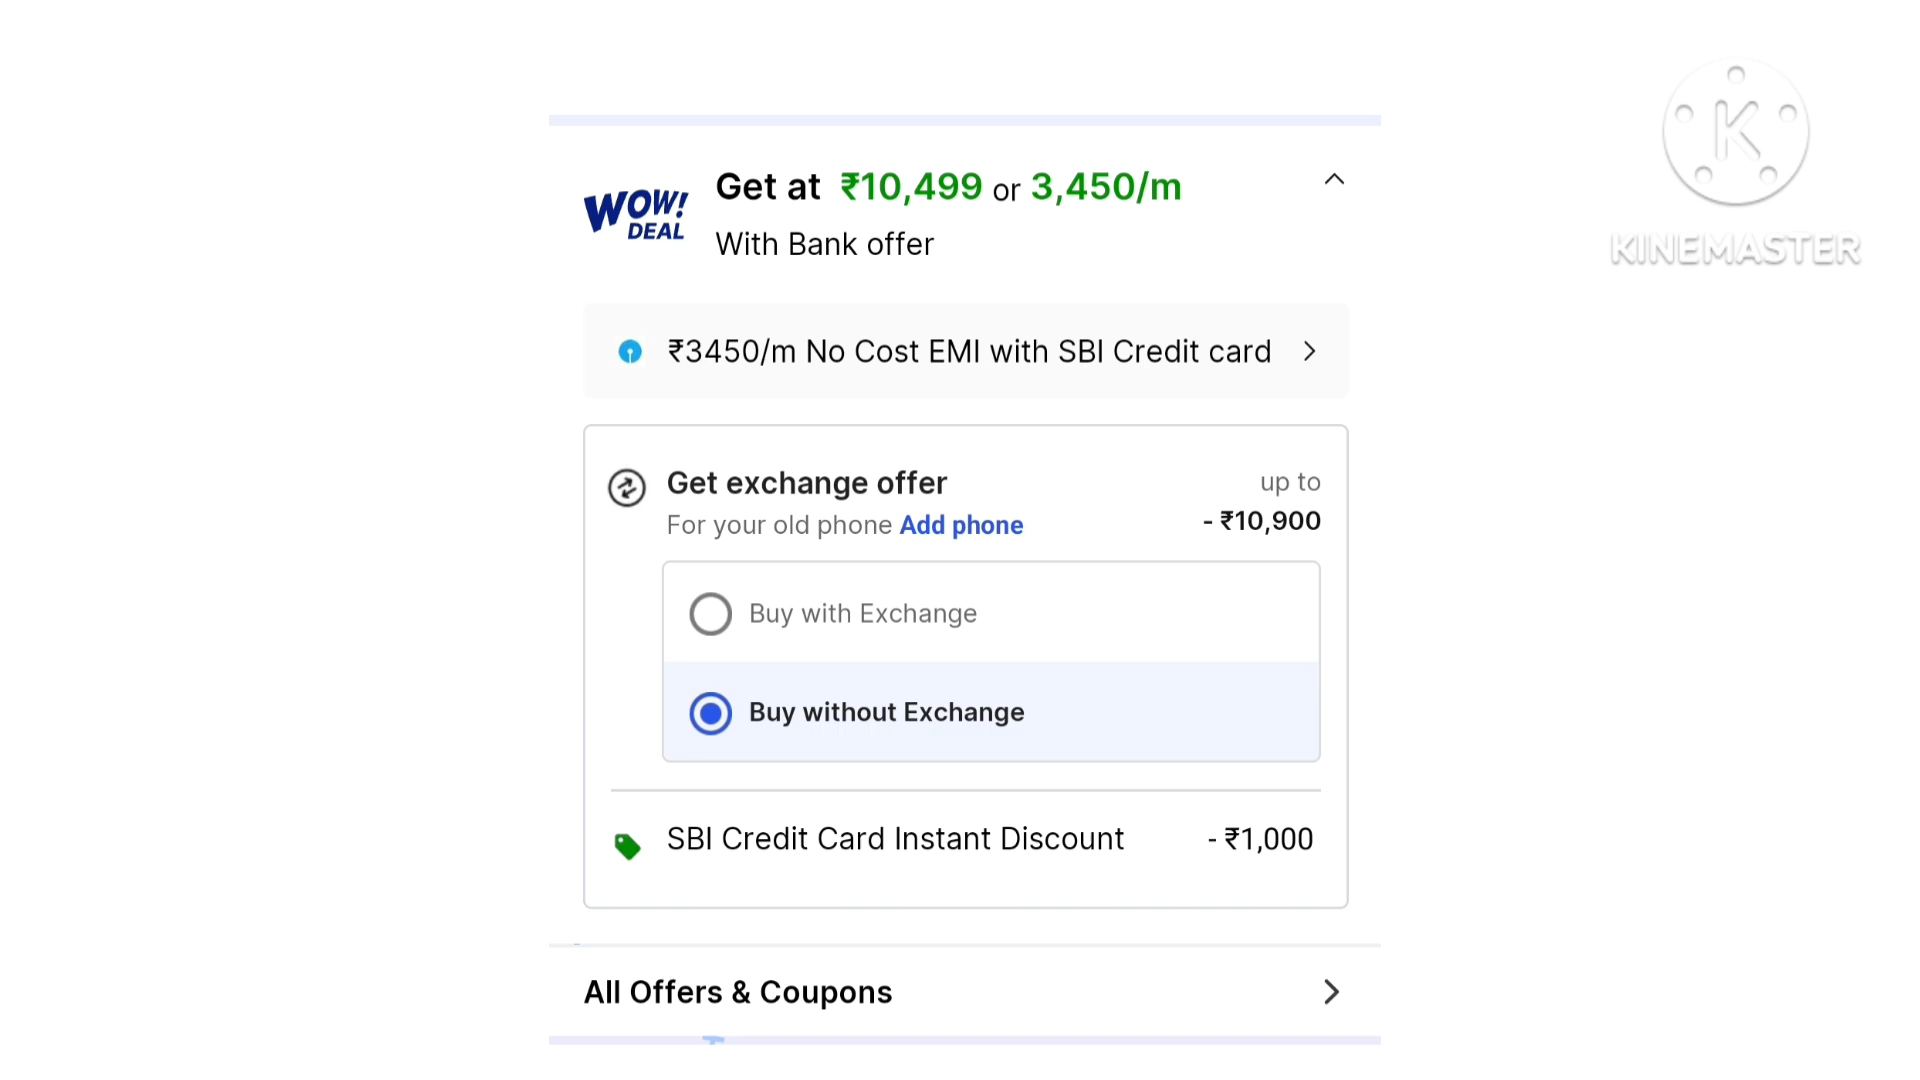 WOW!
DEAL
Get at ₹10,499 or 3,450/m
With Bank offer
K
KINEMASTER
₹3450/m No Cost EMI with SBI Credit card
Get exchange offer
up to
For your old phone Add phone
- ₹10,900
Buy with Exchange
Buy without Exchange
SBI Credit Card Instant Discount
- ₹1,000
All Offers & Coupons